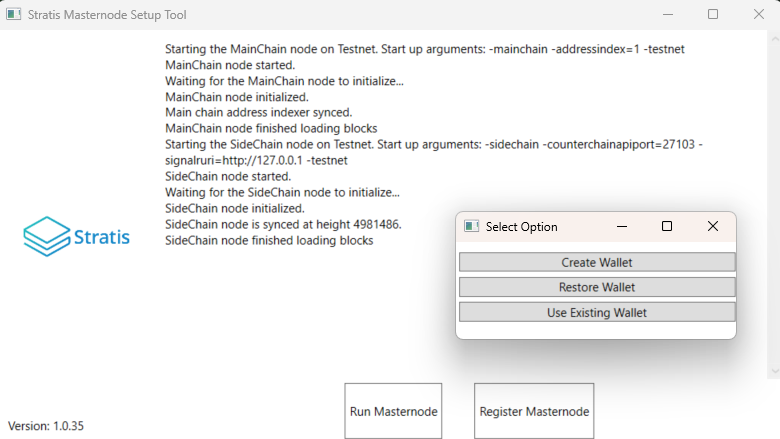 Stratis Masternode Setup Tool
Starting the MainChain node on Testnet. Start up arguments: -mainchain -addressindex=1 -testnet
MainChain node started.
Waiting for the MainChain node to initialize...
MainChain node initialized.
Main chain address indexer synced.
MainChain node finished loading blocks
Starting the SideChain node on Testnet. Start up arguments: -sidechain -counterchainapiport=27103 -
signalruri=http://127.0.0.1 -testnet
SideChain node started.
Waiting for the SideChain node to initialize...
SideChain node initialized.
SideChain node is synced at height 4981486.
SideChain node finished loading blocks
Stratis
Select Option
Create Wallet
Restore Wallet
Use Existing Wallet
Run Masternode
Register Masternode
Version: 1.0.35